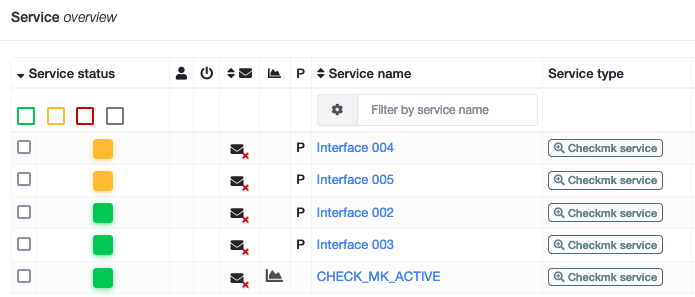 Service overview
Service status P Service name Service type
Filter by service name
P Interface 004 Checkmk service
P Interface 005 Checkmk service
P Interface 002 Checkmk service
P Interface 003 Checkmk service
CHECK_MK_ACTIVE Checkmk service